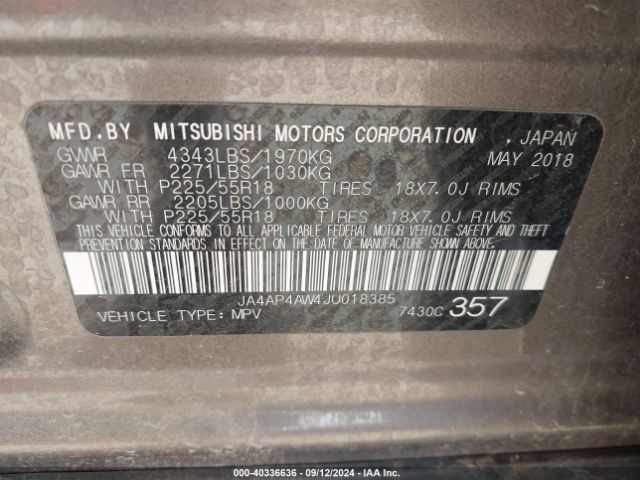 MFD.BY MITSUBISHI MOTORS CORPORATION , JAPAN
GVWR 4343LBS/1970KG MAY 2018
GAWR FR 2271LBS/1030KG
WITH P225/55R18 TIRES 18X7.0J RIMS
GAWR RR 2205LBS/1000KG
WITH P225/55R18 TIRES 18X7.0J RIMS
THIS VEHICLE CONFORMS TO ALL APPLICABLE FEDERAL MOTOR VEHICLE SAFETY AND THEFT
PREVENTION STANDARDS IN EFFECT ON THE DATE OF MANUFACTURE SHOWN ABOVE.
JA4AP4AW4JU018385
VEHICLE TYPE: MPV 7430C 357
000-40336636 - 09/12/2024 - IAA Inc.